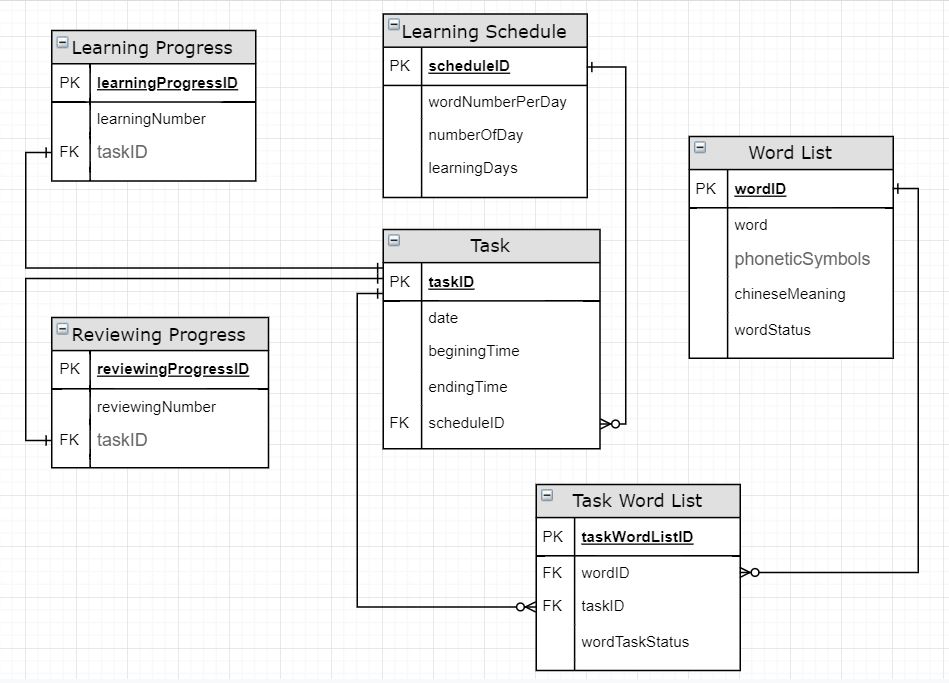 Learning Progress
PK learningProgressID
learningNumber
FK taskID
Learning Schedule
PK scheduleID
wordNumberPerDay
numberOfDay
learningDays
Word List
PK wordID
word
phoneticSymbols
chineseMeaning
wordStatus
Task
PK taskID
date
beginingTime
endingTime
FK scheduleID
Reviewing Progress
PK reviewingProgressID
reviewingNumber
FK taskID
Task Word List
PK taskWordListID
FK wordID
FK taskID
wordTaskStatus